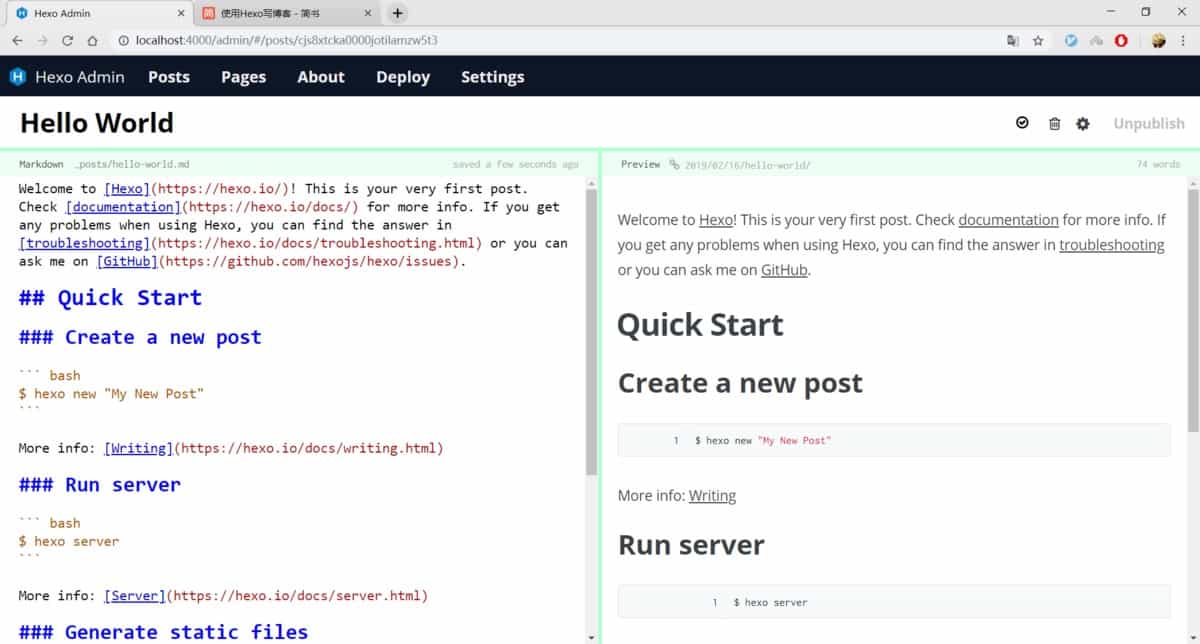 Hexo Admin
使用Hexo写博客 - 简书
localhost:4000/admin/#/posts/cjs8xtcka0000jotilamzw5t3
Hexo Admin Posts Pages About Deploy Settings
Hello World
Unpublish
Markdown _posts/hello-world.md saved a few seconds ago
Welcome to [Hexo](https://hexo.io/)! This is your very first post.
Check [documentation](https://hexo.io/docs/) for more info. If you get
any problems when using Hexo, you can find the answer in
[troubleshooting](https://hexo.io/docs/troubleshooting.html) or you can
ask me on [GitHub](https://github.com/hexojs/hexo/issues).
## Quick Start
### Create a new post
``` bash
$ hexo new "My New Post"
```
More info: [Writing](https://hexo.io/docs/writing.html)
### Run server
``` bash
$ hexo server
```
More info: [Server](https://hexo.io/docs/server.html)
### Generate static files
Preview 2019/02/16/hello-world/ 74 words
Welcome to Hexo! This is your very first post. Check documentation for more info. If
you get any problems when using Hexo, you can find the answer in troubleshooting
or you can ask me on GitHub.
Quick Start
Create a new post
1 $ hexo new "My New Post"
More info: Writing
Run server
1 $ hexo server